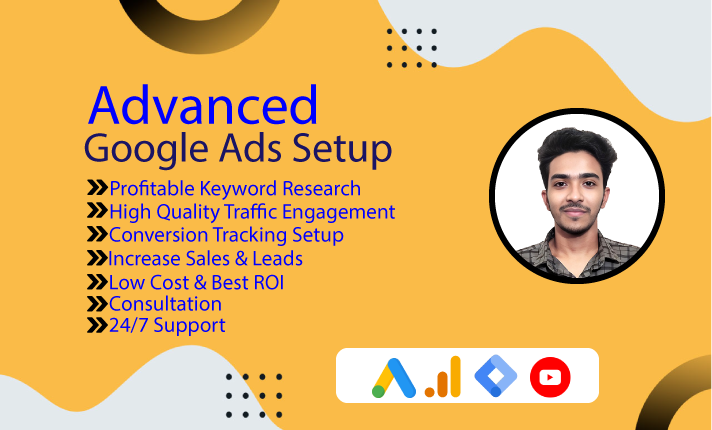 Advanced
Google Ads Setup
Profitable Keyword Research
High Quality Traffic Engagement
Conversion Tracking Setup
Increase Sales & Leads
Low Cost & Best ROI
Consultation
24/7 Support